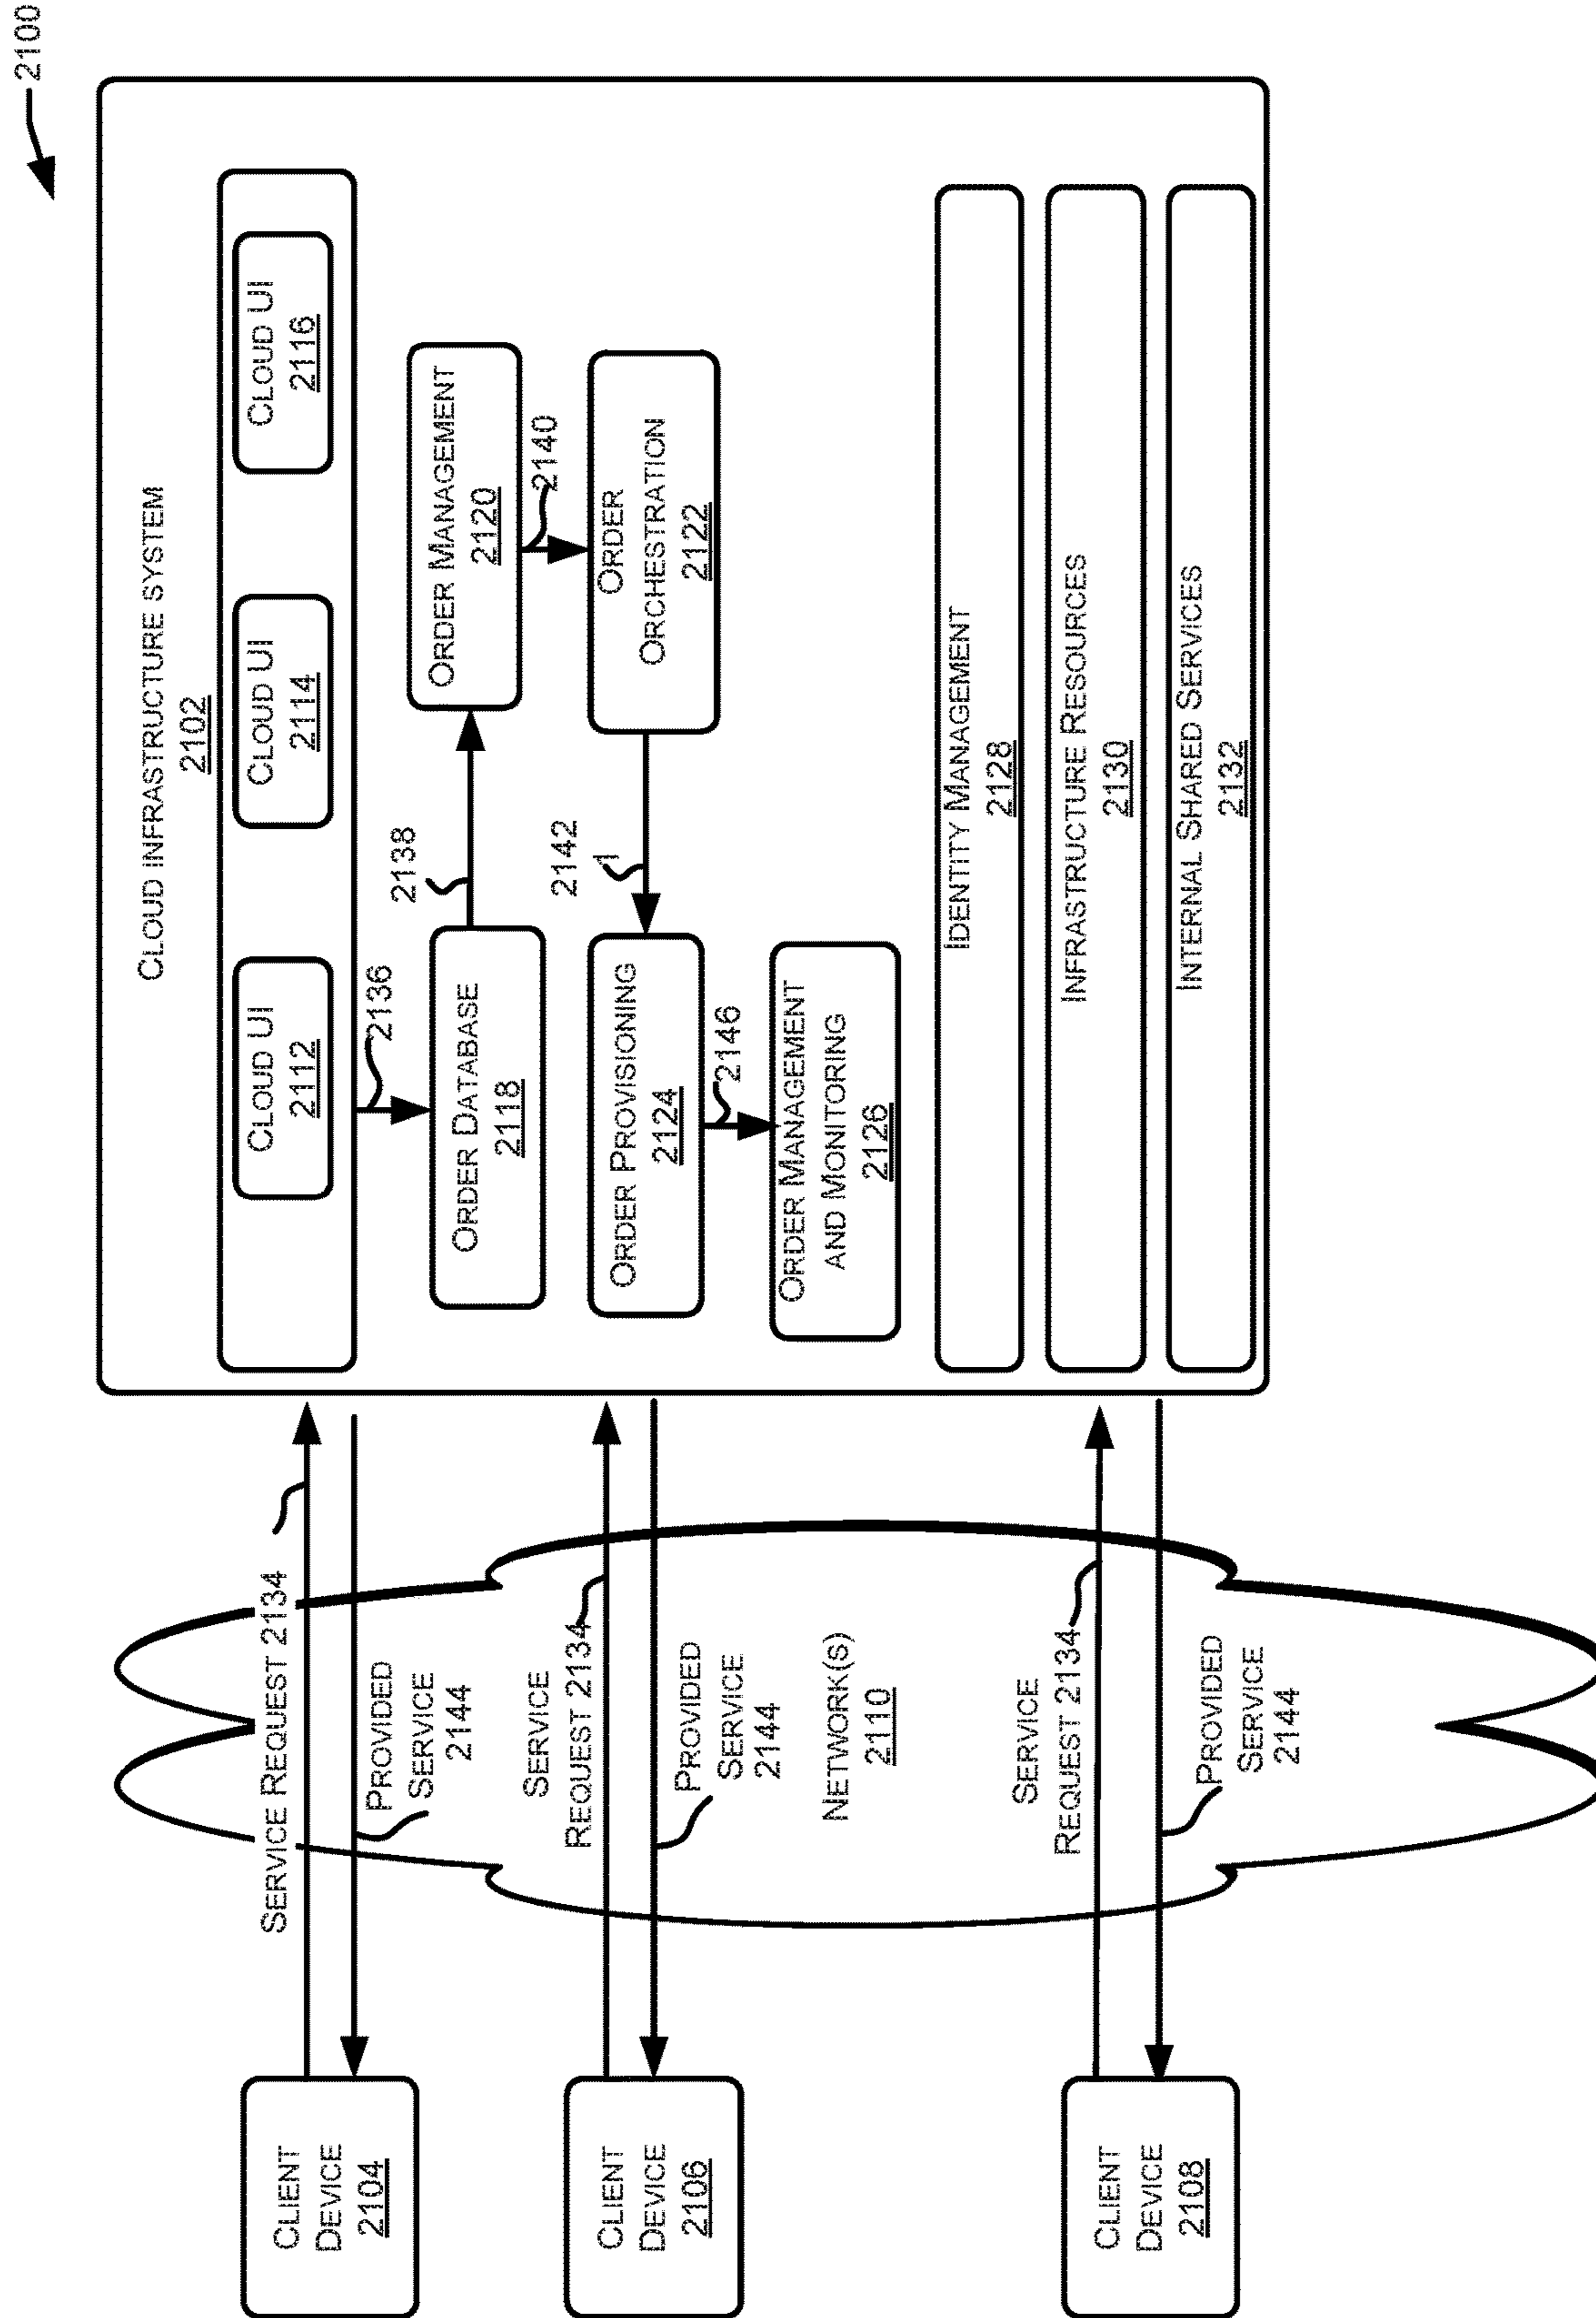 2100
CLOUD INFRASTRUCTURE SYSTEM
2102
CLOUD UI
2112
CLOUD UI
2114
CLOUD UI
2116
2136
ORDER DATABASE
2118
2138
ORDER MANAGEMENT
2120
2140
ORDER
ORCHESTRATION
2122
2142
1
ORDER PROVISIONING
2124
2146
ORDER MANAGEMENT
AND MONITORING
2126
IDENTITY MANAGEMENT
2128
INFRASTRUCTURE RESOURCES
2130
INTERNAL SHARED SERVICES
2132
CLIENT
DEVICE
2104
SERVICE REQUEST 2134
PROVIDED
SERVICE
2144
CLIENT
DEVICE
2106
SERVICE
REQUEST 2134
PROVIDED
SERVICE
2144
NETWORK(S)
2110
CLIENT
DEVICE
2108
SERVICE
REQUEST 2134
PROVIDED
SERVICE
2144